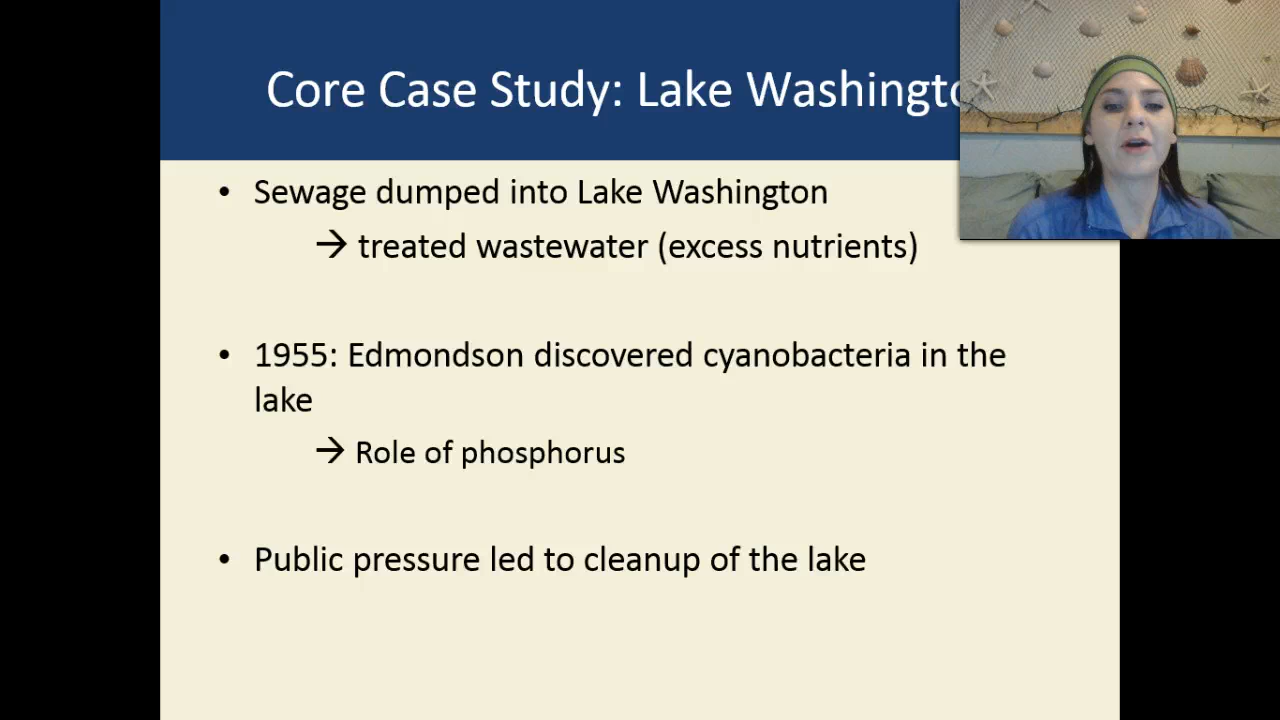 Core Case Study: Lake Washingto
• Sewage dumped into Lake Washington
→ treated wastewater (excess nutrients)
• 1955: Edmondson discovered cyanobacteria in the
lake
→ Role of phosphorus
• Public pressure led to cleanup of the lake